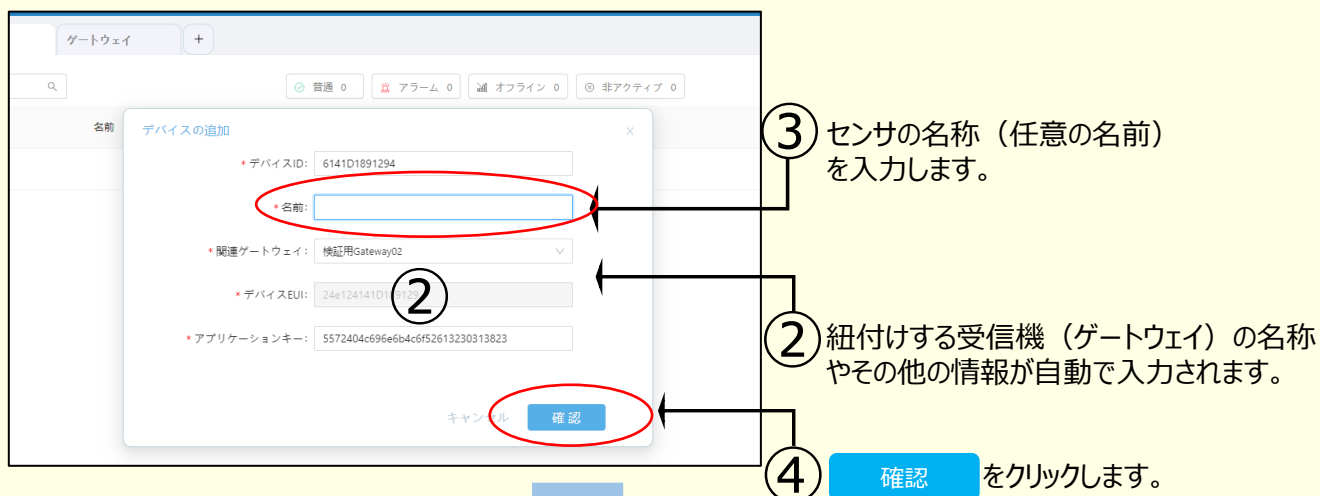 ゲートウェイ
+
普通 0
アラーム 0
オフライン 0
非アクティブ 0
名前
デバイスの追加
×
* デバイスID: 6141D1891294
* 名前:
* 関連ゲートウェイ: 検証用Gateway02
* デバイスEUI: 24e124141D
②
* アプリケーションキー: 5572404c696e6b4c6f52613230313823
キャンセル
確認
③ センサの名称（任意の名前）
を入力します。
② 紐付けする受信機（ゲートウェイ）の名称
やその他の情報が自動で入力されます。
④ 確認 をクリックします。